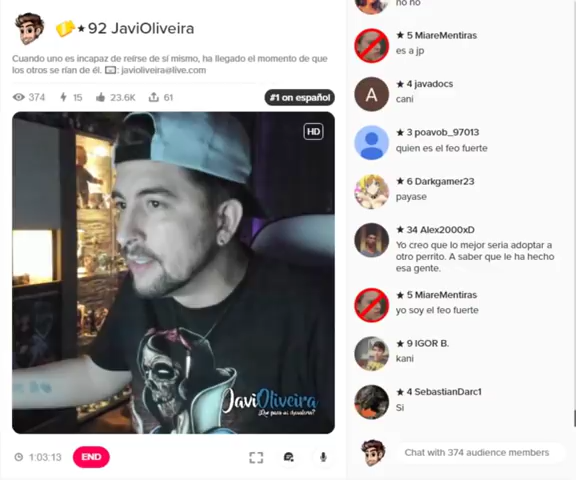 ★92 JaviOliveira
Cuando uno es incapaz de reírse de sí mismo, ha llegado el momento de que
los otros se rían de él. 📧: javioliveira@live.com
374
15
23.6K
61
#1 on español
HD
JaviOliveira
1:03:13
END
no no
★ 5 MiareMentiras
es a jp
A
★ 4 javadocs
cani
★ 3 poavob_97013
quien es el feo fuerte
★ 6 Darkgamer23
payase
★ 34 Alex2000xD
Yo creo que lo mejor seria adoptar a
otro perrito. A saber que le ha hecho
esa gente.
★ 5 MiareMentiras
yo soy el feo fuerte
★ 9 IGOR B.
kani
★ 4 SebastianDarc1
Si
Chat with 374 audience members